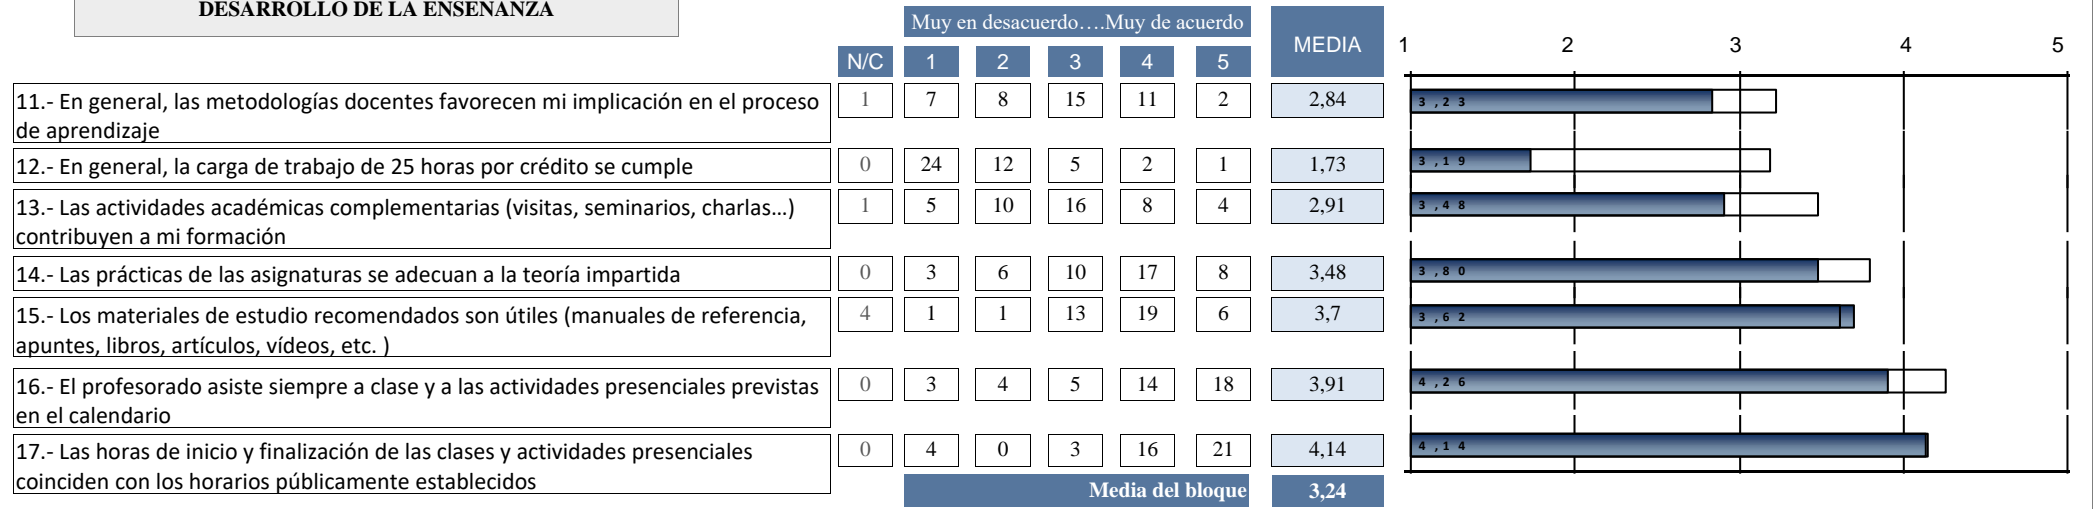 DESARROLLO DE LA ENSEÑANZA
Muy en desacuerdo….Muy de acuerdo
MEDIA
1 2 3 4 5
N/C 1 2 3 4 5
11.- En general, las metodologías docentes favorecen mi implicación en el proceso
de aprendizaje
1 7 8 15 11 2 2,84 3,23
12.- En general, la carga de trabajo de 25 horas por crédito se cumple
0 24 12 5 2 1 1,73 3,19
13.- Las actividades académicas complementarias (visitas, seminarios, charlas…)
contribuyen a mi formación
1 5 10 16 8 4 2,91 3,48
14.- Las prácticas de las asignaturas se adecuan a la teoría impartida
0 3 6 10 17 8 3,48 3,80
15.- Los materiales de estudio recomendados son útiles (manuales de referencia,
apuntes, libros, artículos, vídeos, etc. )
4 1 1 13 19 6 3,7 3,62
16.- El profesorado asiste siempre a clase y a las actividades presenciales previstas
en el calendario
0 3 4 5 14 18 3,91 4,26
17.- Las horas de inicio y finalización de las clases y actividades presenciales
coinciden con los horarios públicamente establecidos
0 4 0 3 16 21 4,14 4,14
Media del bloque 3,24